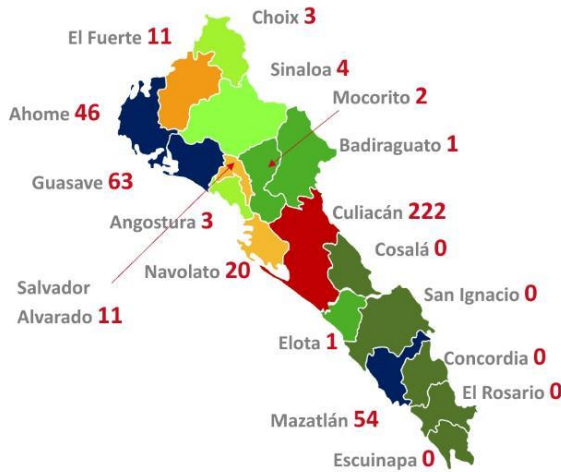 Choix 3
El Fuerte 11
Sinaloa 4
Mocorito 2
Ahome 46
Badiraguato 1
Guasave 63
Culiacán 222
Angostura 3
Cosalá 0
Navolato 20
Salvador
Alvarado 11
San Ignacio 0
Elota 1
Concordia 0
El Rosario 0
Mazatlán 54
Escuinapa 0